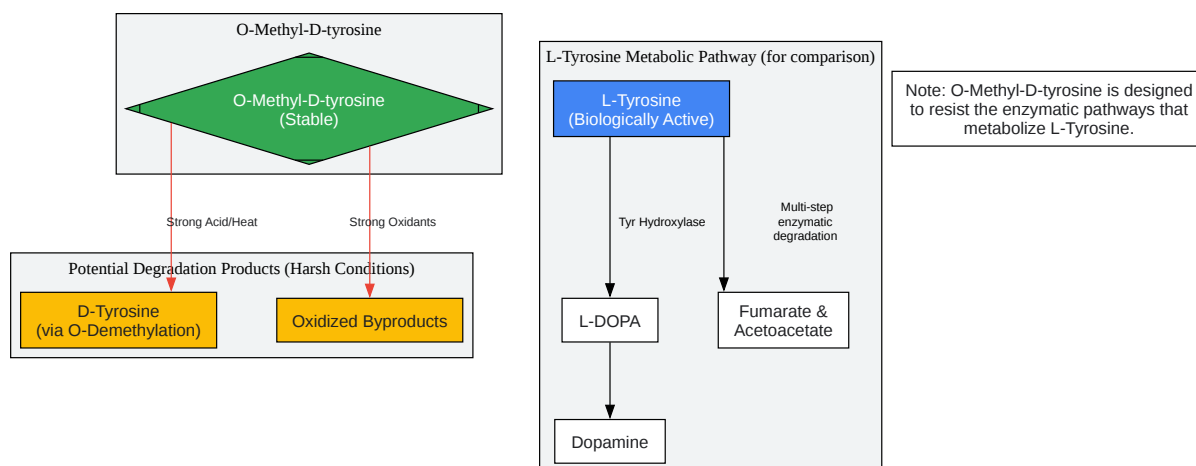 O-Methyl-D-tyrosine
O-Methyl-D-tyrosine
(Stable)
Strong Acid/Heat
Strong Oxidants
Potential Degradation Products (Harsh Conditions)
D-Tyrosine
(via O-Demethylation)
Oxidized Byproducts
L-Tyrosine Metabolic Pathway (for comparison)
L-Tyrosine
(Biologically Active)
Tyr Hydroxylase
Multi-step
enzymatic
degradation
L-DOPA
Fumarate &
Acetoacetate
Dopamine
Note: O-Methyl-D-tyrosine is designed
to resist the enzymatic pathways that
metabolize L-Tyrosine.